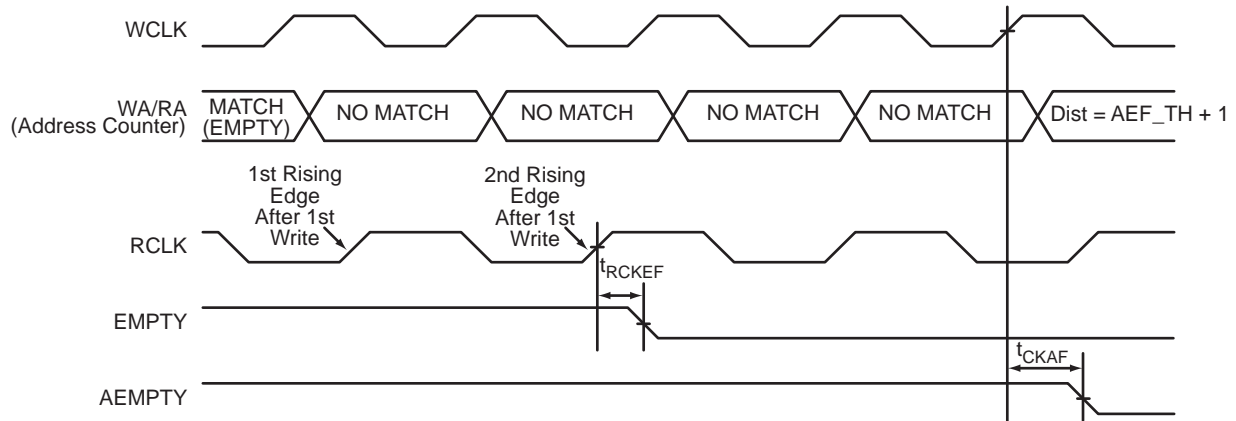 WCLK
WA/RA
(Address Counter)
MATCH
(EMPTY)
NO MATCH
NO MATCH
NO MATCH
NO MATCH
Dist = AEF_TH + 1
1st Rising
Edge
After 1st
Write
2nd Rising
Edge
After 1st
Write
RCLK
tRCKEF
EMPTY
tCKAF
AEMPTY